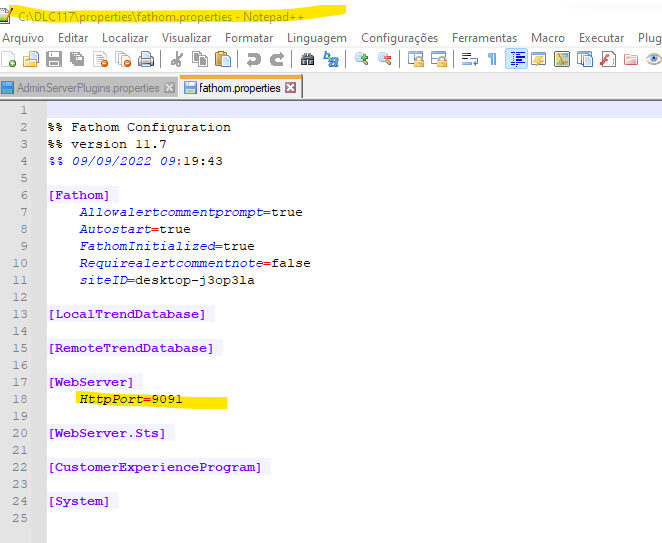 C:\DLC117\properties\fathom.properties - Notepad++
Arquivo Editar Localizar Visualizar Formatar Linguagem Configurações Ferramentas Macro Executar Plug
AdminServerPlugins.properties fathom.properties
1
2 %% Fathom Configuration
3 %% version 11.7
4 %% 09/09/2022 09:19:43
5
6 [Fathom]
7 Allowalertcommentprompt=true
8 Autostart=true
9 FathomInitialized=true
10 Requirealertcommentnote=false
11 siteID=desktop-j3op3la
12
13 [LocalTrendDatabase]
14
15 [RemoteTrendDatabase]
16
17 [WebServer]
18 HttpPort=9091
19
20 [WebServer.Sts]
21
22 [CustomerExperienceProgram]
23
24 [System]
25